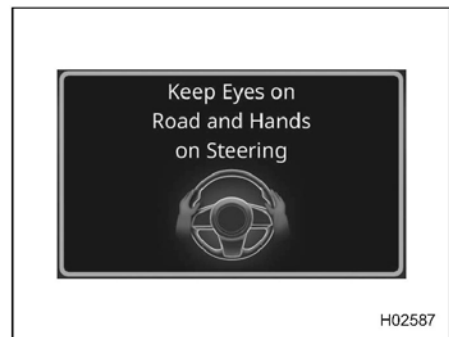 Keep Eyes on
Road and Hands
on Steering
H02587